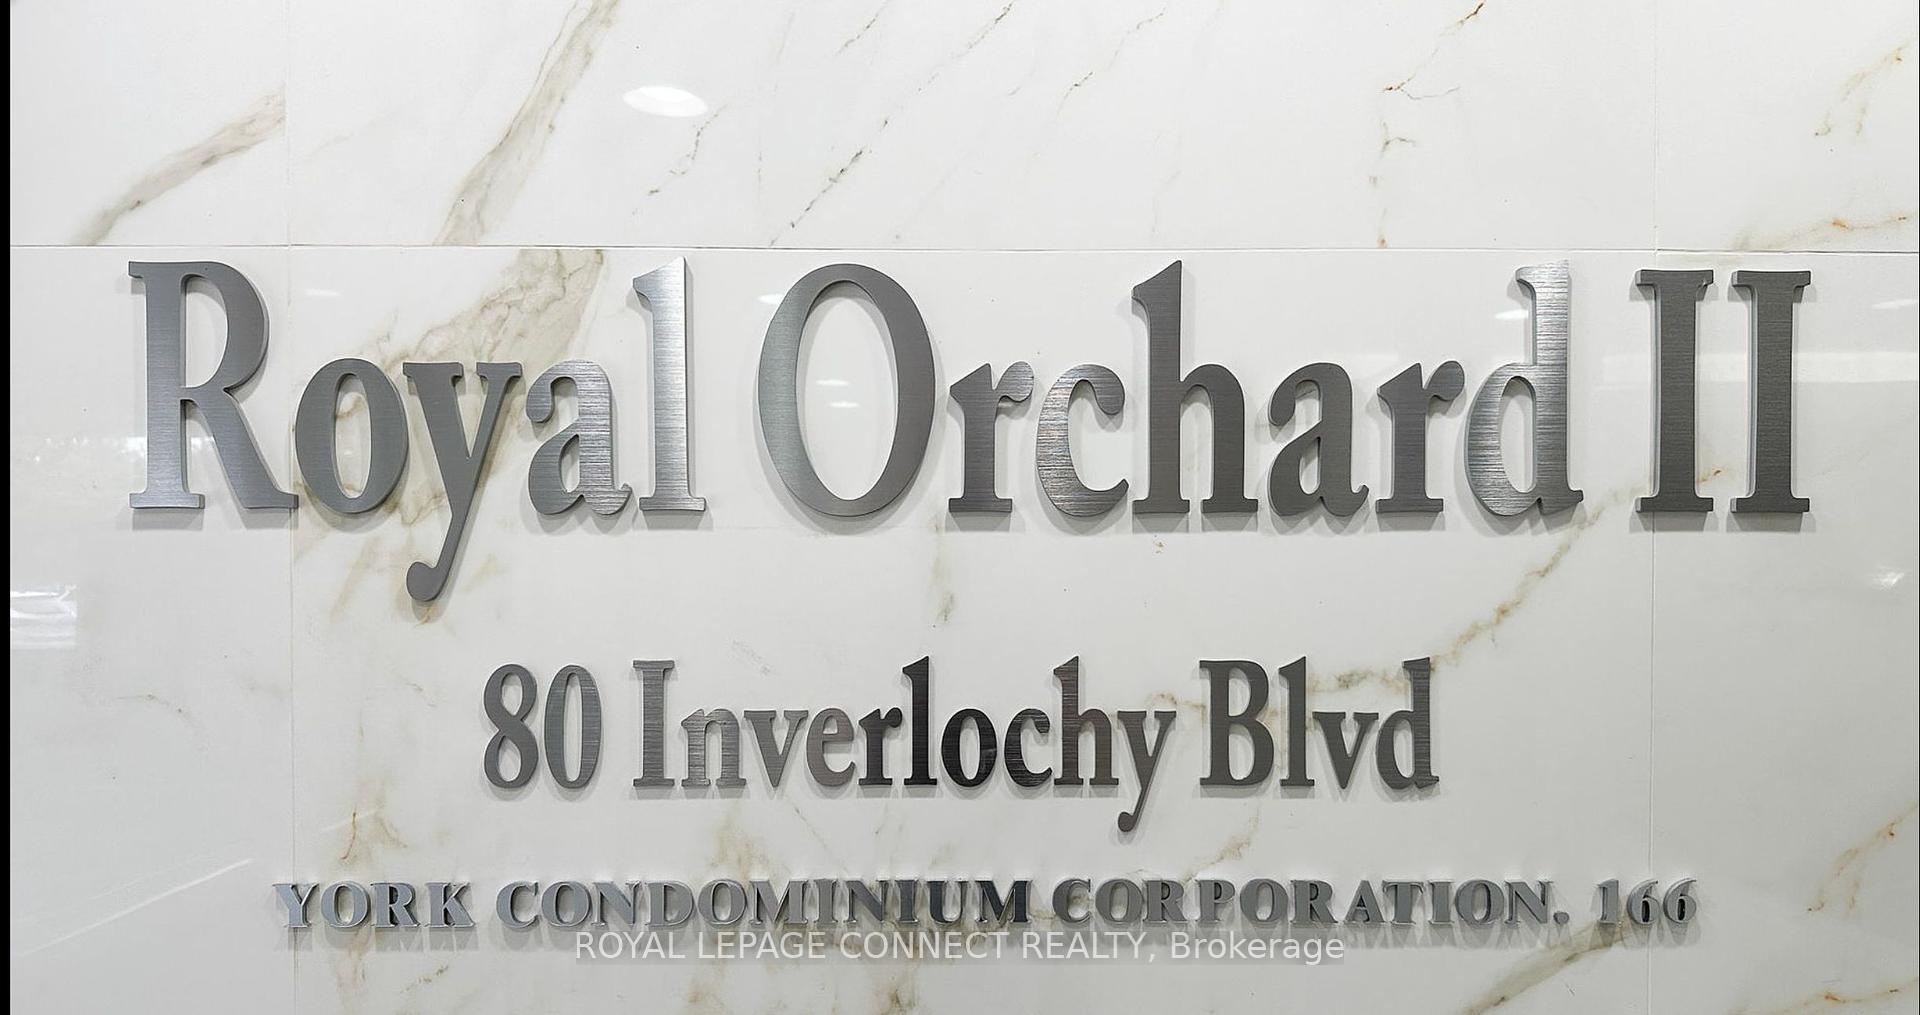 Royal Orchard II
80 Inverlochy Blvd
YORK CONDOMINIUM CORPORATION. 166
ROYAL LEPAGE CONNECT REALTY, Brokerage